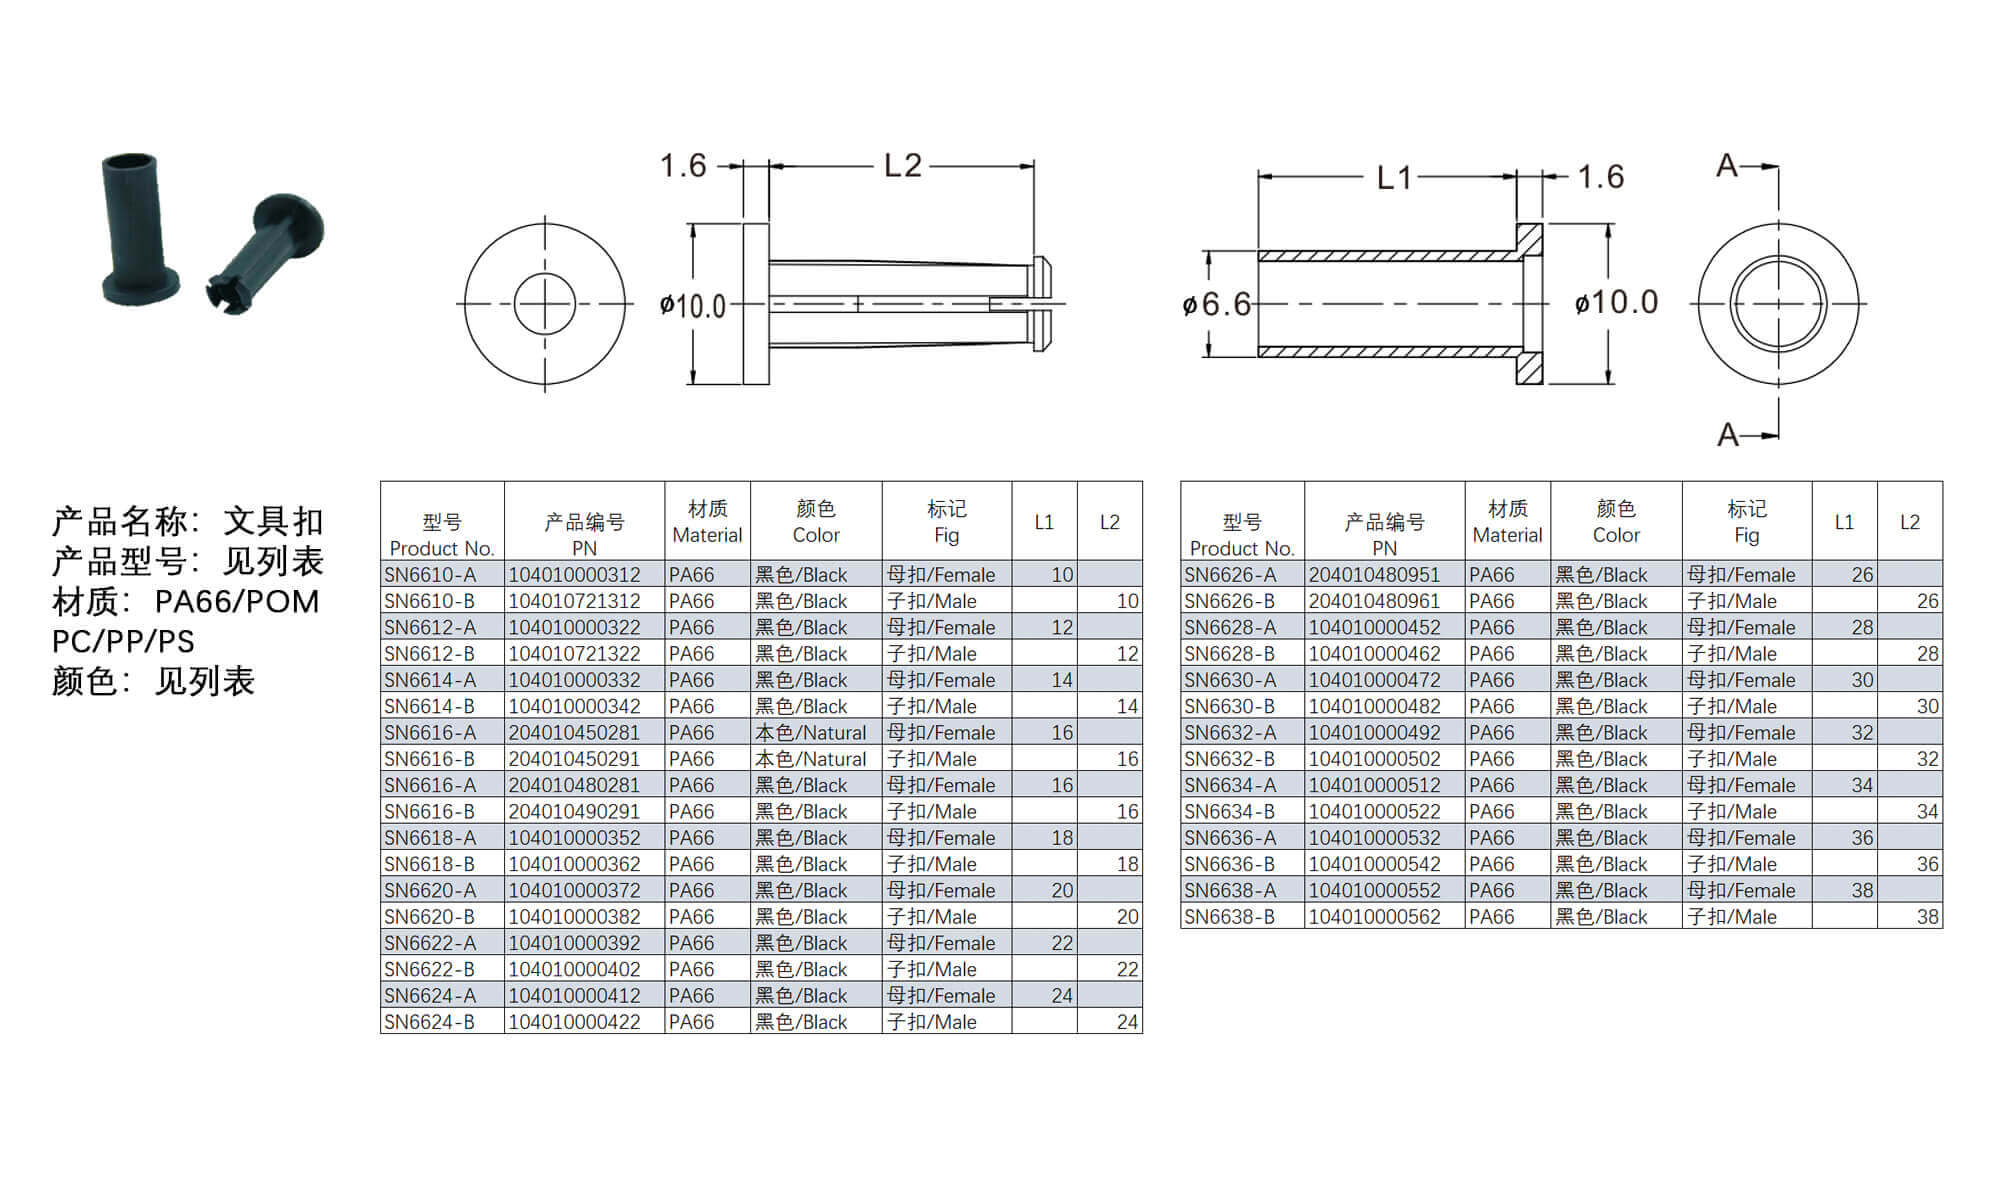 1.6 L2
ø10.0
L1 1.6
ø6.6
ø10.0
A
A
产品名称：文具扣
产品型号：见列表
材质：PA66/POM
PC/PP/PS
颜色：见列表
型号 Product No. 产品编号 PN 材质 Material 颜色 Color 标记 Fig L1 L2
SN6610-A 104010000312 PA66 黑色/Black 母扣/Female 10
SN6610-B 104010721312 PA66 黑色/Black 子扣/Male 10
SN6612-A 104010000322 PA66 黑色/Black 母扣/Female 12
SN6612-B 104010721322 PA66 黑色/Black 子扣/Male 12
SN6614-A 104010000332 PA66 黑色/Black 母扣/Female 14
SN6614-B 104010000342 PA66 黑色/Black 子扣/Male 14
SN6616-A 204010450281 PA66 本色/Natural 母扣/Female 16
SN6616-B 204010450291 PA66 本色/Natural 子扣/Male 16
SN6616-A 204010480281 PA66 黑色/Black 母扣/Female 16
SN6616-B 204010490291 PA66 黑色/Black 子扣/Male 16
SN6618-A 104010000352 PA66 黑色/Black 母扣/Female 18
SN6618-B 104010000362 PA66 黑色/Black 子扣/Male 18
SN6620-A 104010000372 PA66 黑色/Black 母扣/Female 20
SN6620-B 104010000382 PA66 黑色/Black 子扣/Male 20
SN6622-A 104010000392 PA66 黑色/Black 母扣/Female 22
SN6622-B 104010000402 PA66 黑色/Black 子扣/Male 22
SN6624-A 104010000412 PA66 黑色/Black 母扣/Female 24
SN6624-B 104010000422 PA66 黑色/Black 子扣/Male 24
型号 Product No. 产品编号 PN 材质 Material 颜色 Color 标记 Fig L1 L2
SN6626-A 204010480951 PA66 黑色/Black 母扣/Female 26
SN6626-B 204010480961 PA66 黑色/Black 子扣/Male 26
SN6628-A 104010000452 PA66 黑色/Black 母扣/Female 28
SN6628-B 104010000462 PA66 黑色/Black 子扣/Male 28
SN6630-A 104010000472 PA66 黑色/Black 母扣/Female 30
SN6630-B 104010000482 PA66 黑色/Black 子扣/Male 30
SN6632-A 104010000492 PA66 黑色/Black 母扣/Female 32
SN6632-B 104010000502 PA66 黑色/Black 子扣/Male 32
SN6634-A 104010000512 PA66 黑色/Black 母扣/Female 34
SN6634-B 104010000522 PA66 黑色/Black 子扣/Male 34
SN6636-A 104010000532 PA66 黑色/Black 母扣/Female 36
SN6636-B 104010000542 PA66 黑色/Black 子扣/Male 36
SN6638-A 104010000552 PA66 黑色/Black 母扣/Female 38
SN6638-B 104010000562 PA66 黑色/Black 子扣/Male 38